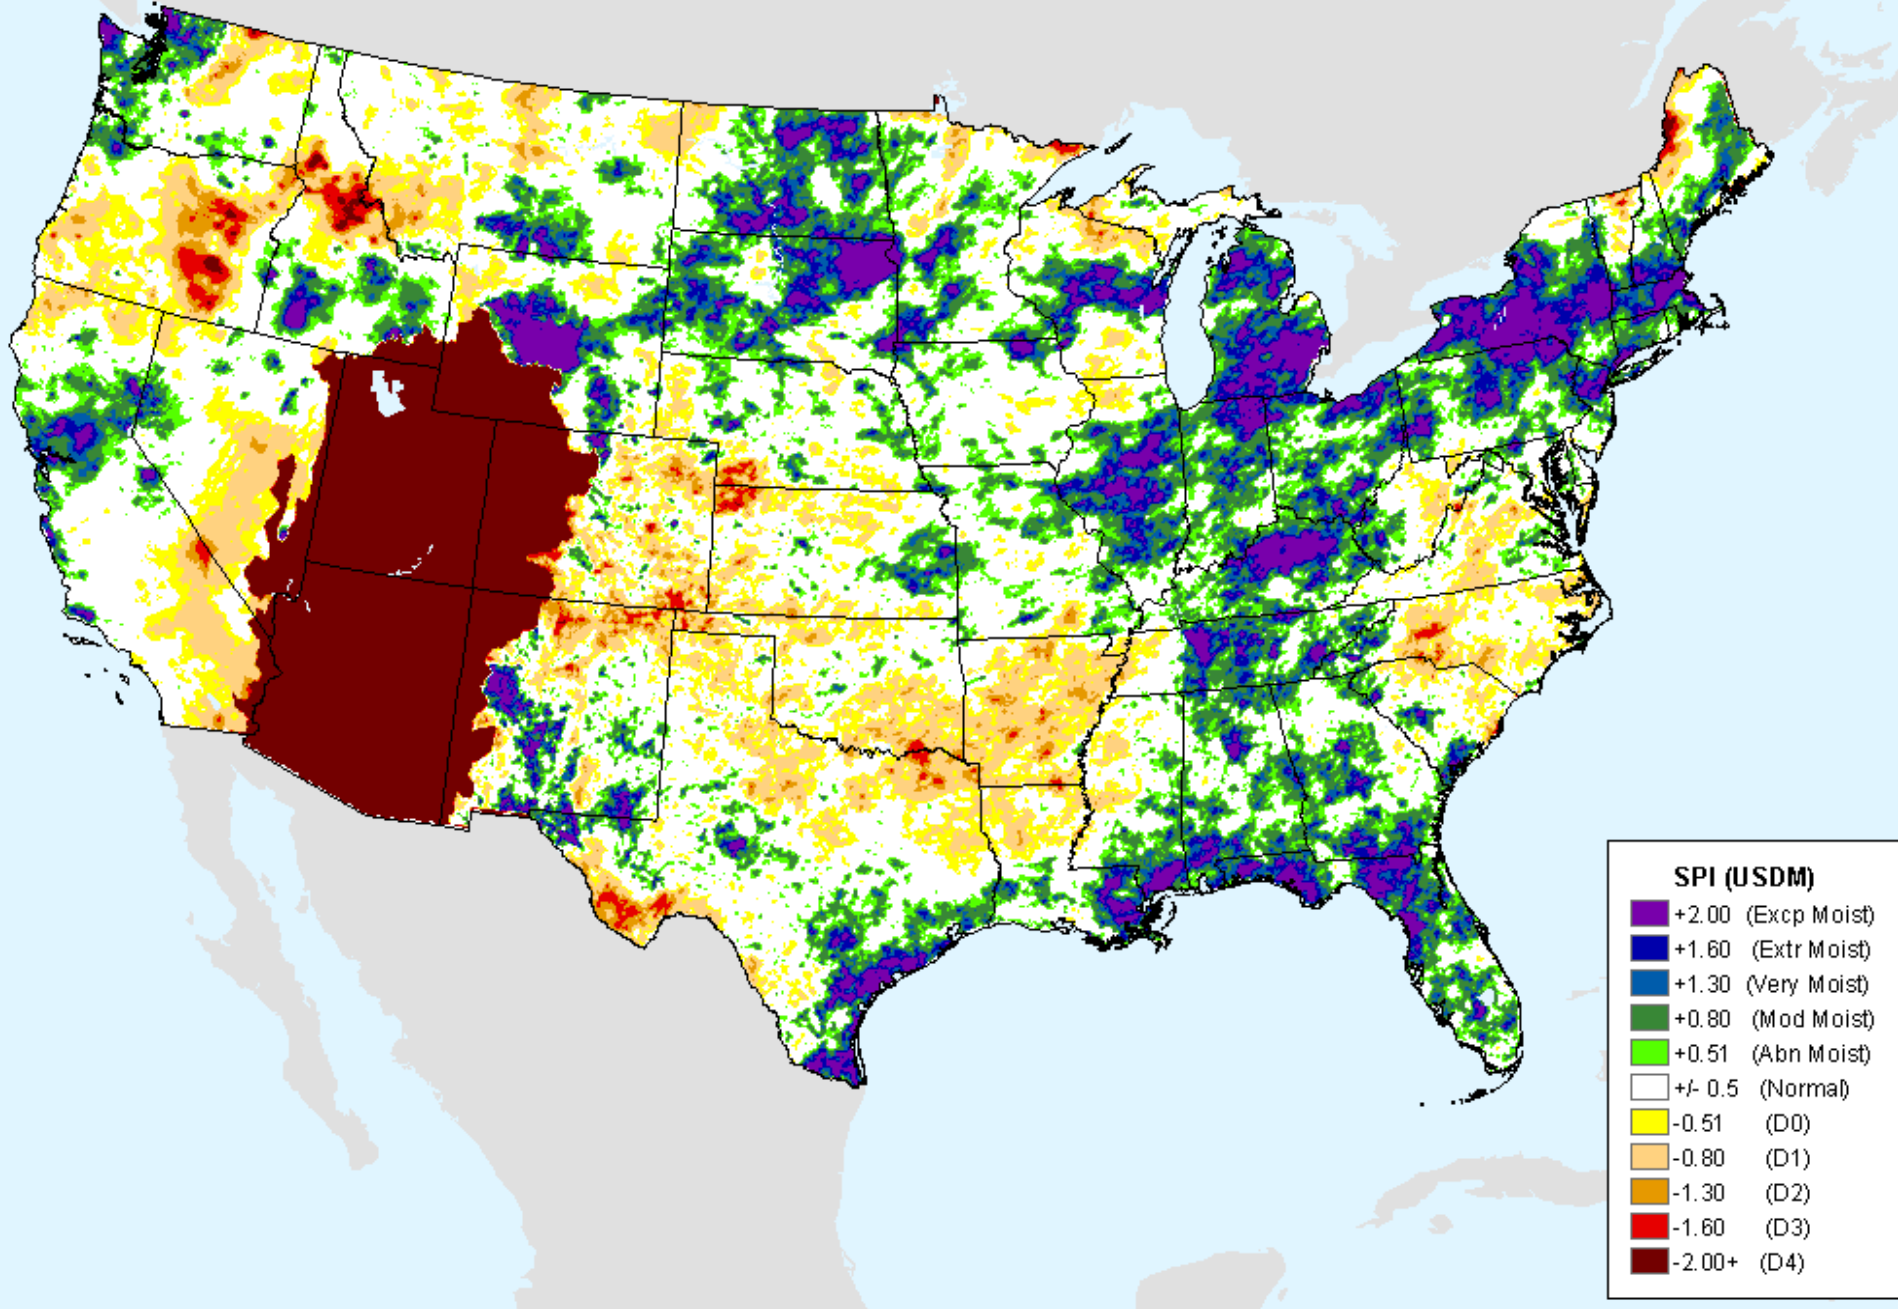 SPI (USDM)
+2.00 (Excp Moist)
+1.60 (Extr Moist)
+1.30 (Very Moist)
+0.80 (Mod Moist)
+0.51 (Abn Moist)
+/- 0.5 (Normal)
-0.51 (D0)
-0.80 (D1)
-1.30 (D2)
-1.60 (D3)
-2.00+ (D4)